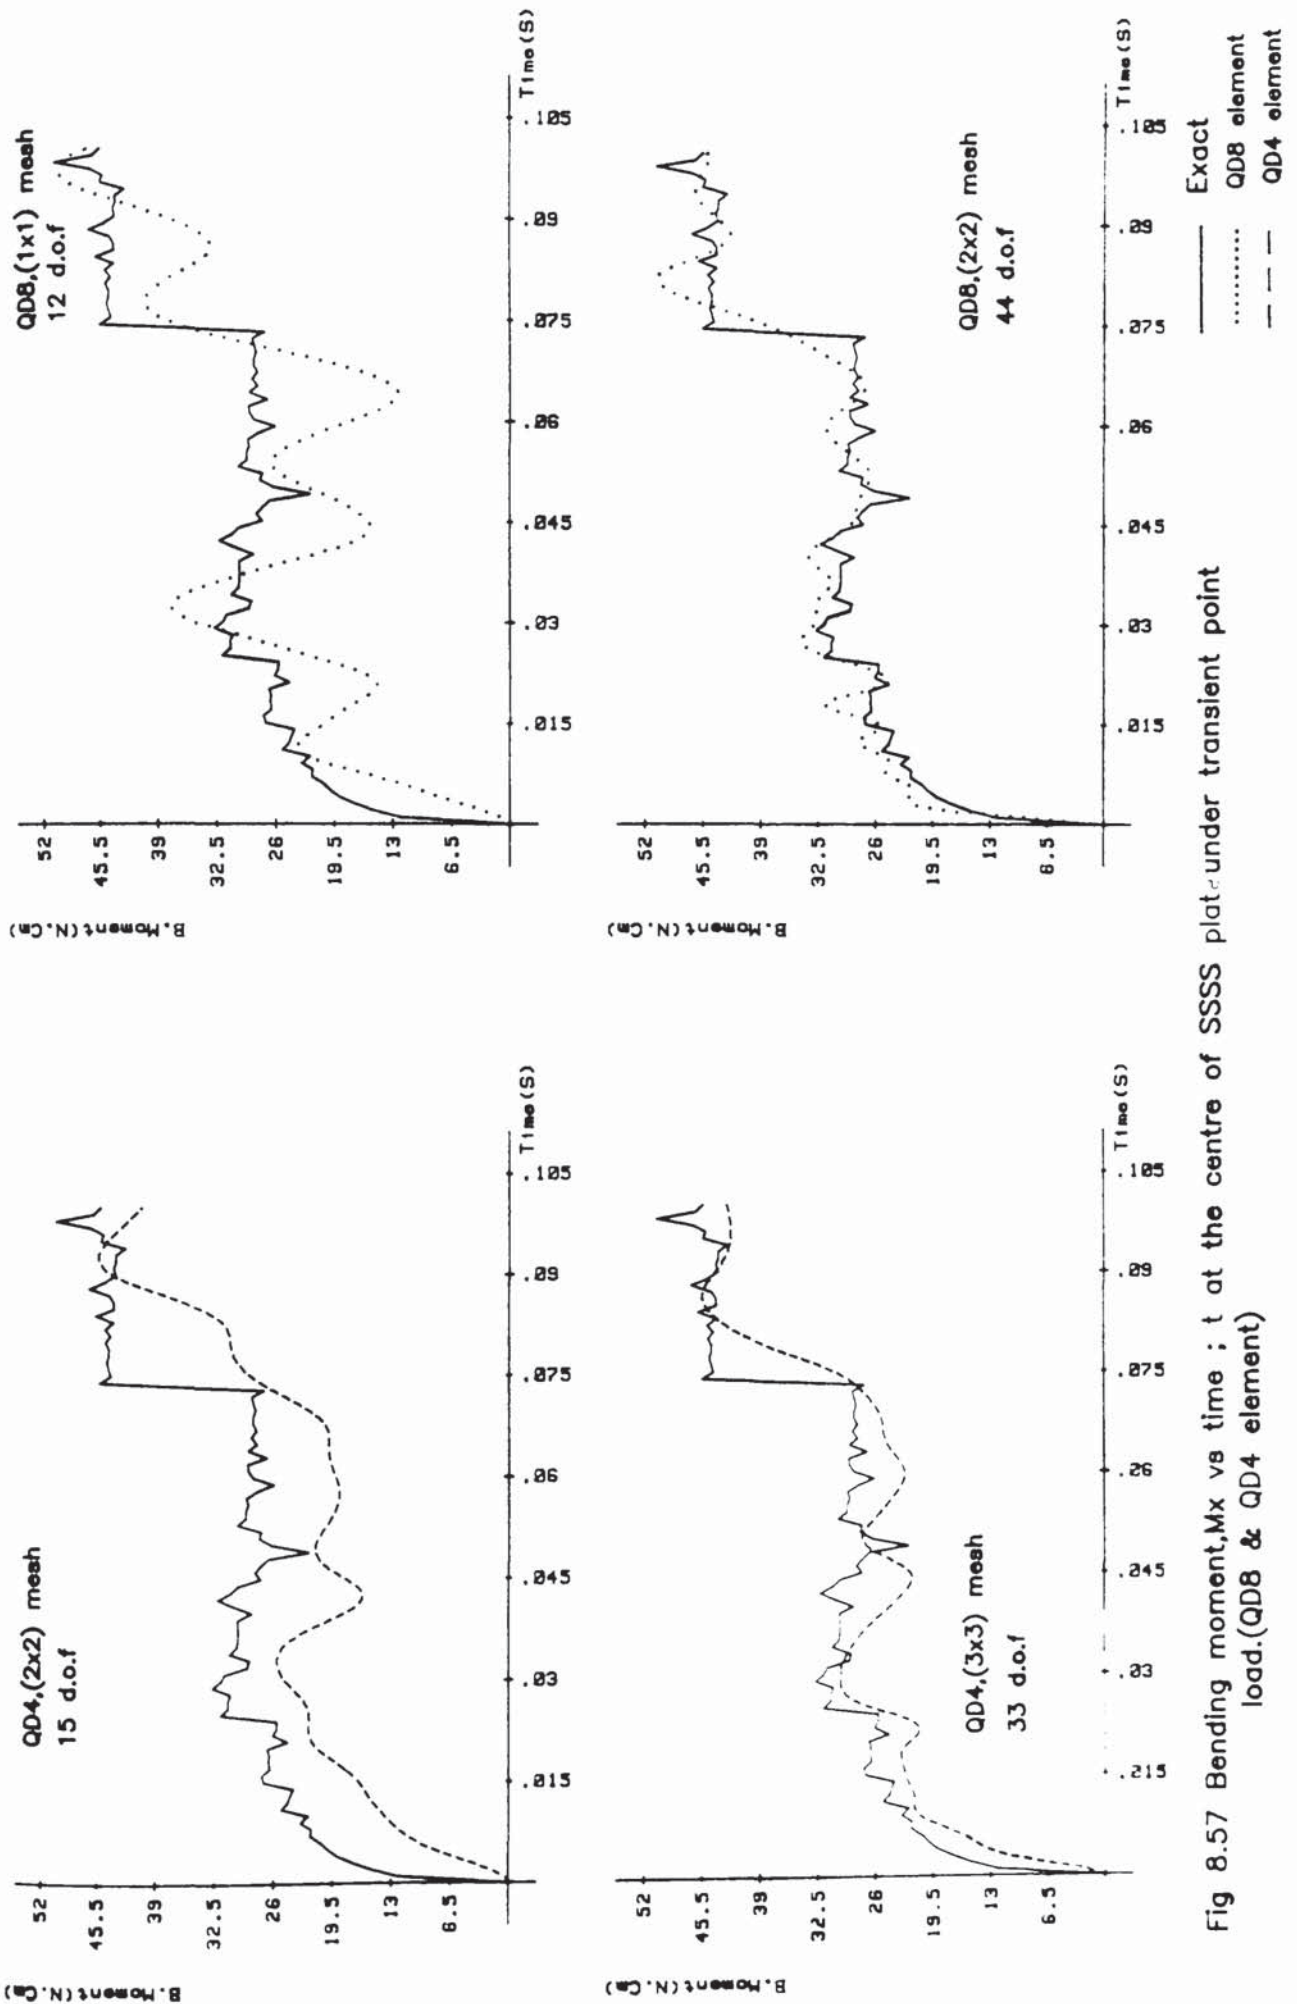 B.Moment(N.Cm)
52
45.5
39
32.5
26
19.5
13
6.5
QD4,(2x2) mesh
15 d.o.f
.015
.03
.045
.06
.075
.09
.105
Time(S)
B.Moment(N.Cm)
52
45.5
39
32.5
26
19.5
13
6.5
QD8,(1x1) mesh
12 d.o.f
.015
.03
.045
.06
.075
.09
.105
Time(S)
B.Moment(N.Cm)
52
45.5
39
32.5
26
19.5
13
6.5
QD4,(3x3) mesh
33 d.o.f
.015
.03
.045
.06
.075
.09
.105
Time(S)
B.Moment(N.Cm)
52
45.5
39
32.5
26
19.5
13
6.5
QD8,(2x2) mesh
44 d.o.f
.015
.03
.045
.06
.075
.09
.105
Time(S)
Exact
QD8 element
QD4 element
Fig 8.57 Bending moment,Mx vs time ; t at the centre of SSSS plate under transient point
load.(QD8 & QD4 element)